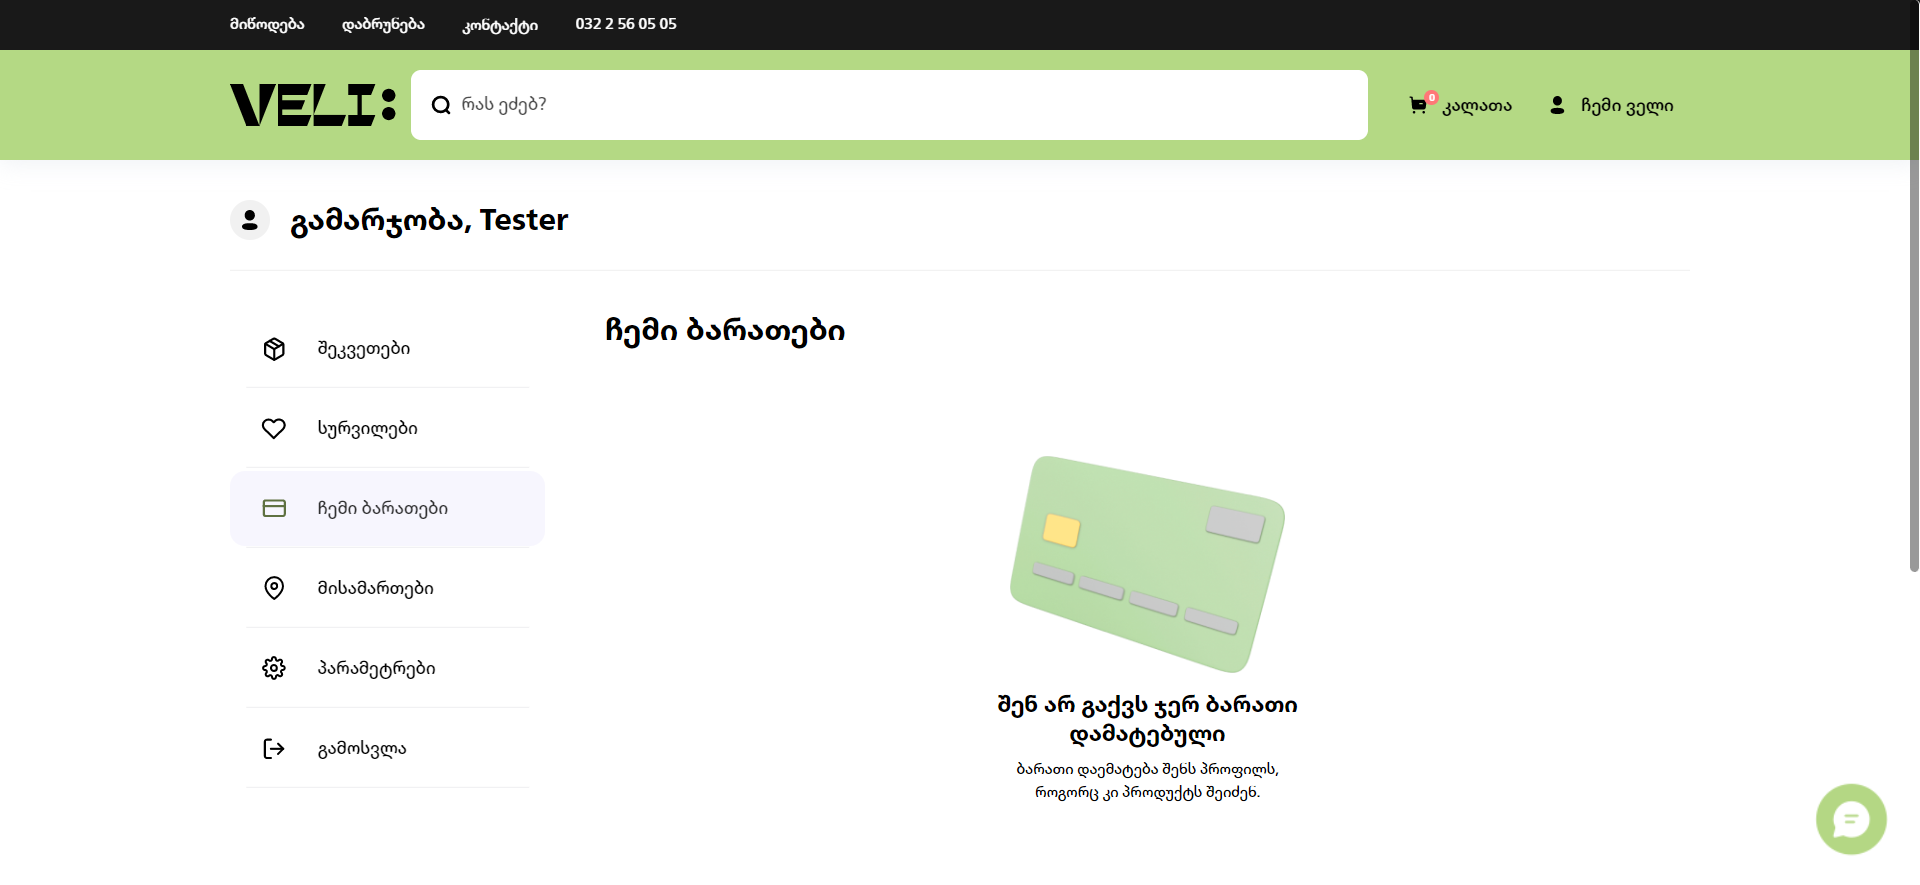 მიწოდება
დაბრუნება
კონტაქტი
032 2 56 05 05
VELI:
რას ეძებ?
0
კალათა
ჩემი ველი
გამარჯობა, Tester
შეკვეთები
სურვილები
ჩემი ბარათები
მისამართები
პარამეტრები
გამოსვლა
ჩემი ბარათები
შენ არ გაქვს ჯერ ბარათი
დამატებული
ბარათი დაემატება შენს პროფილს,
როგორც კი პროდუქტს შეიძენ.